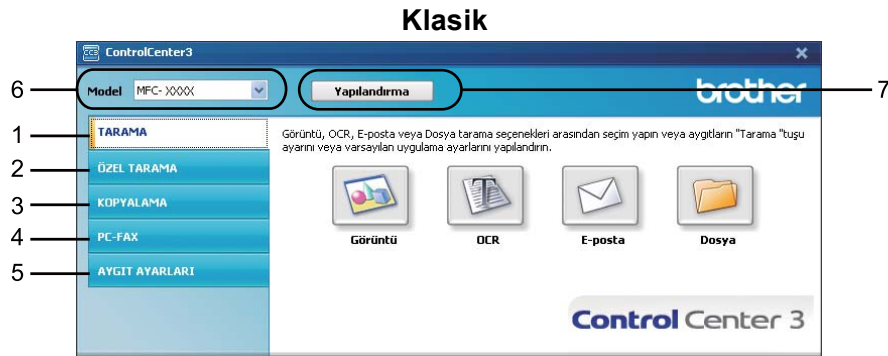 Klasik
ControlCenter3
6 Model MFC- XXXX Yapılandırma brother 7
1 TARAMA
Görüntü, OCR, E-posta veya Dosya tarama seçenekleri arasından seçim yapın veya aygıtların "Tarama "tuşu
ayarını veya varsayılan uygulama ayarlarını yapılandırın.
2 ÖZEL TARAMA
3 KOPYALAMA
4 PC-FAX
5 AYGIT AYARLARI
Görüntü OCR E-posta Dosya
Control Center 3